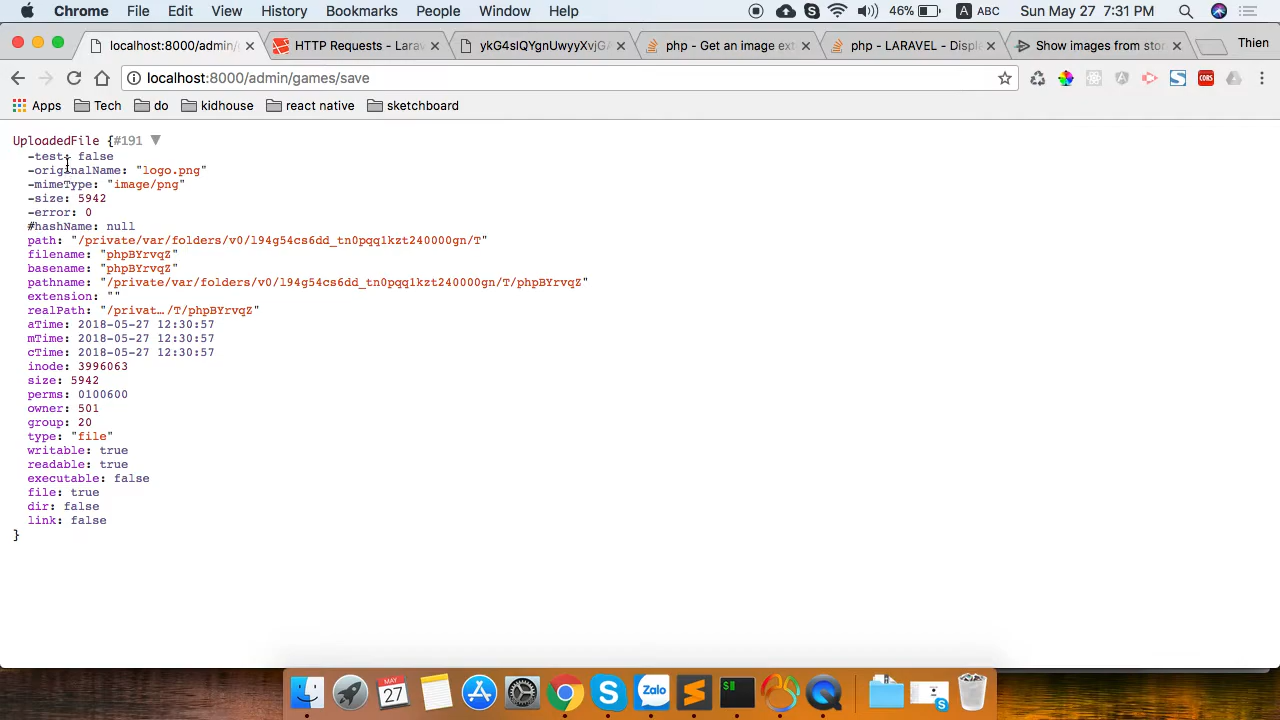 Chrome File Edit View History Bookmarks People Window Help 46% A ABC Sun May 27 7:31 PM
localhost:8000/admin/ HTTP Requests - Larav php - Get an image ext php - LARAVEL - Displ Show images from stor Thien
localhost:8000/admin/games/save
Apps Tech do kidhouse react native sketchboard
UploadedFile {#191 ▼
-test: false
-originalName: "logo.png"
-mimeType: "image/png"
-size: 5942
-error: 0
#hashName: null
path: "/private/var/folders/v0/l94g54cs6dd_tn0pqq1kzt240000gn/T"
filename: "phpBYrvqZ"
basename: "phpBYrvqZ"
pathname: "/private/var/folders/v0/l94g54cs6dd_tn0pqq1kzt240000gn/T/phpBYrvqZ"
extension: ""
realPath: "/privat…/T/phpBYrvqZ"
aTime: 2018-05-27 12:30:57
mTime: 2018-05-27 12:30:57
cTime: 2018-05-27 12:30:57
inode: 3996063
size: 5942
perms: 0100600
owner: 501
group: 20
type: "file"
writable: true
readable: true
executable: false
file: true
dir: false
link: false
}
MAY
27
Zalo